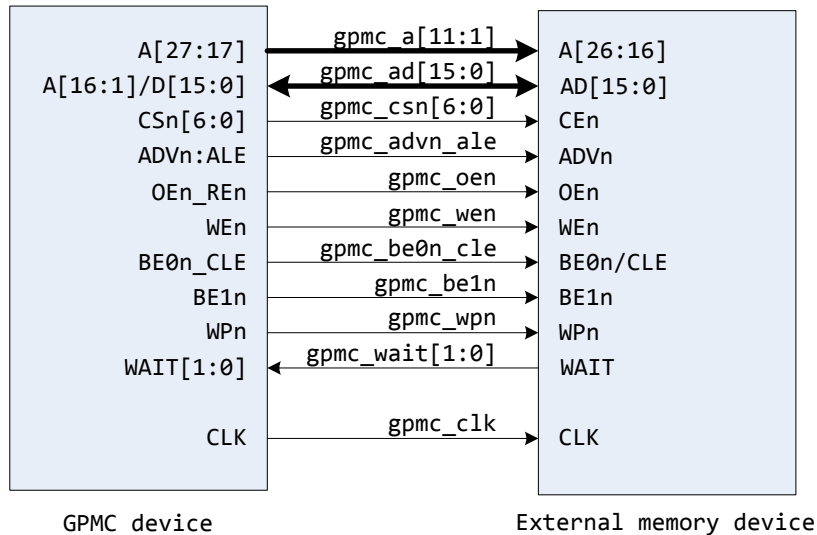 A[27:17] gpmc_a[11:1] A[26:16]
A[16:1]/D[15:0] gpmc_ad[15:0] AD[15:0]
CSn[6:0] gpmc_csn[6:0] CEn
ADVn:ALE gpmc_advn_ale ADVn
OEn_REn gpmc_oen OEn
WEn gpmc_wen WEn
BE0n_CLE gpmc_be0n_cle BE0n/CLE
BE1n gpmc_be1n BE1n
WPn gpmc_wpn WPn
WAIT[1:0] gpmc_wait[1:0] WAIT
CLK gpmc_clk CLK
GPMC device External memory device